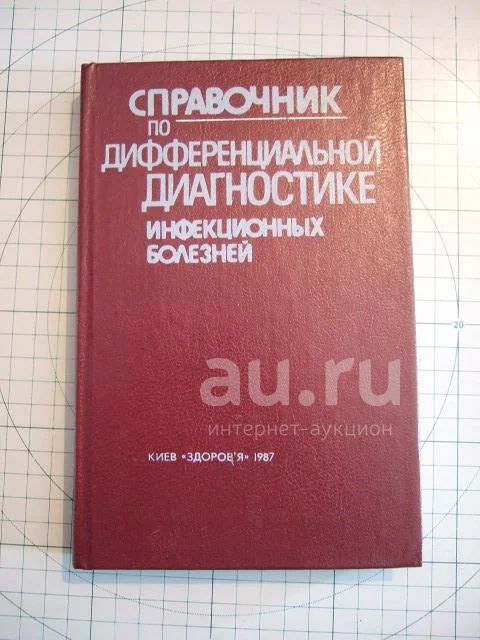 СПРАВОЧНИК
ПО
ДИФФЕРЕНЦИАЛЬНОЙ
ДИАГНОСТИКЕ
ИНФЕКЦИОННЫХ
БОЛЕЗНЕЙ
20
au.ru
интернет-аукцион
КИЕВ «ЗДОРОВ'Я» 1987